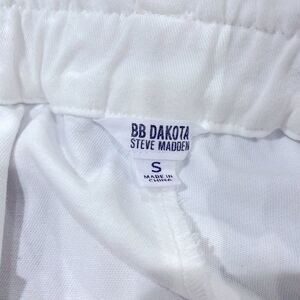 BB DAKOTA
STEVE MADDEN
S
MADE IN
CHINA